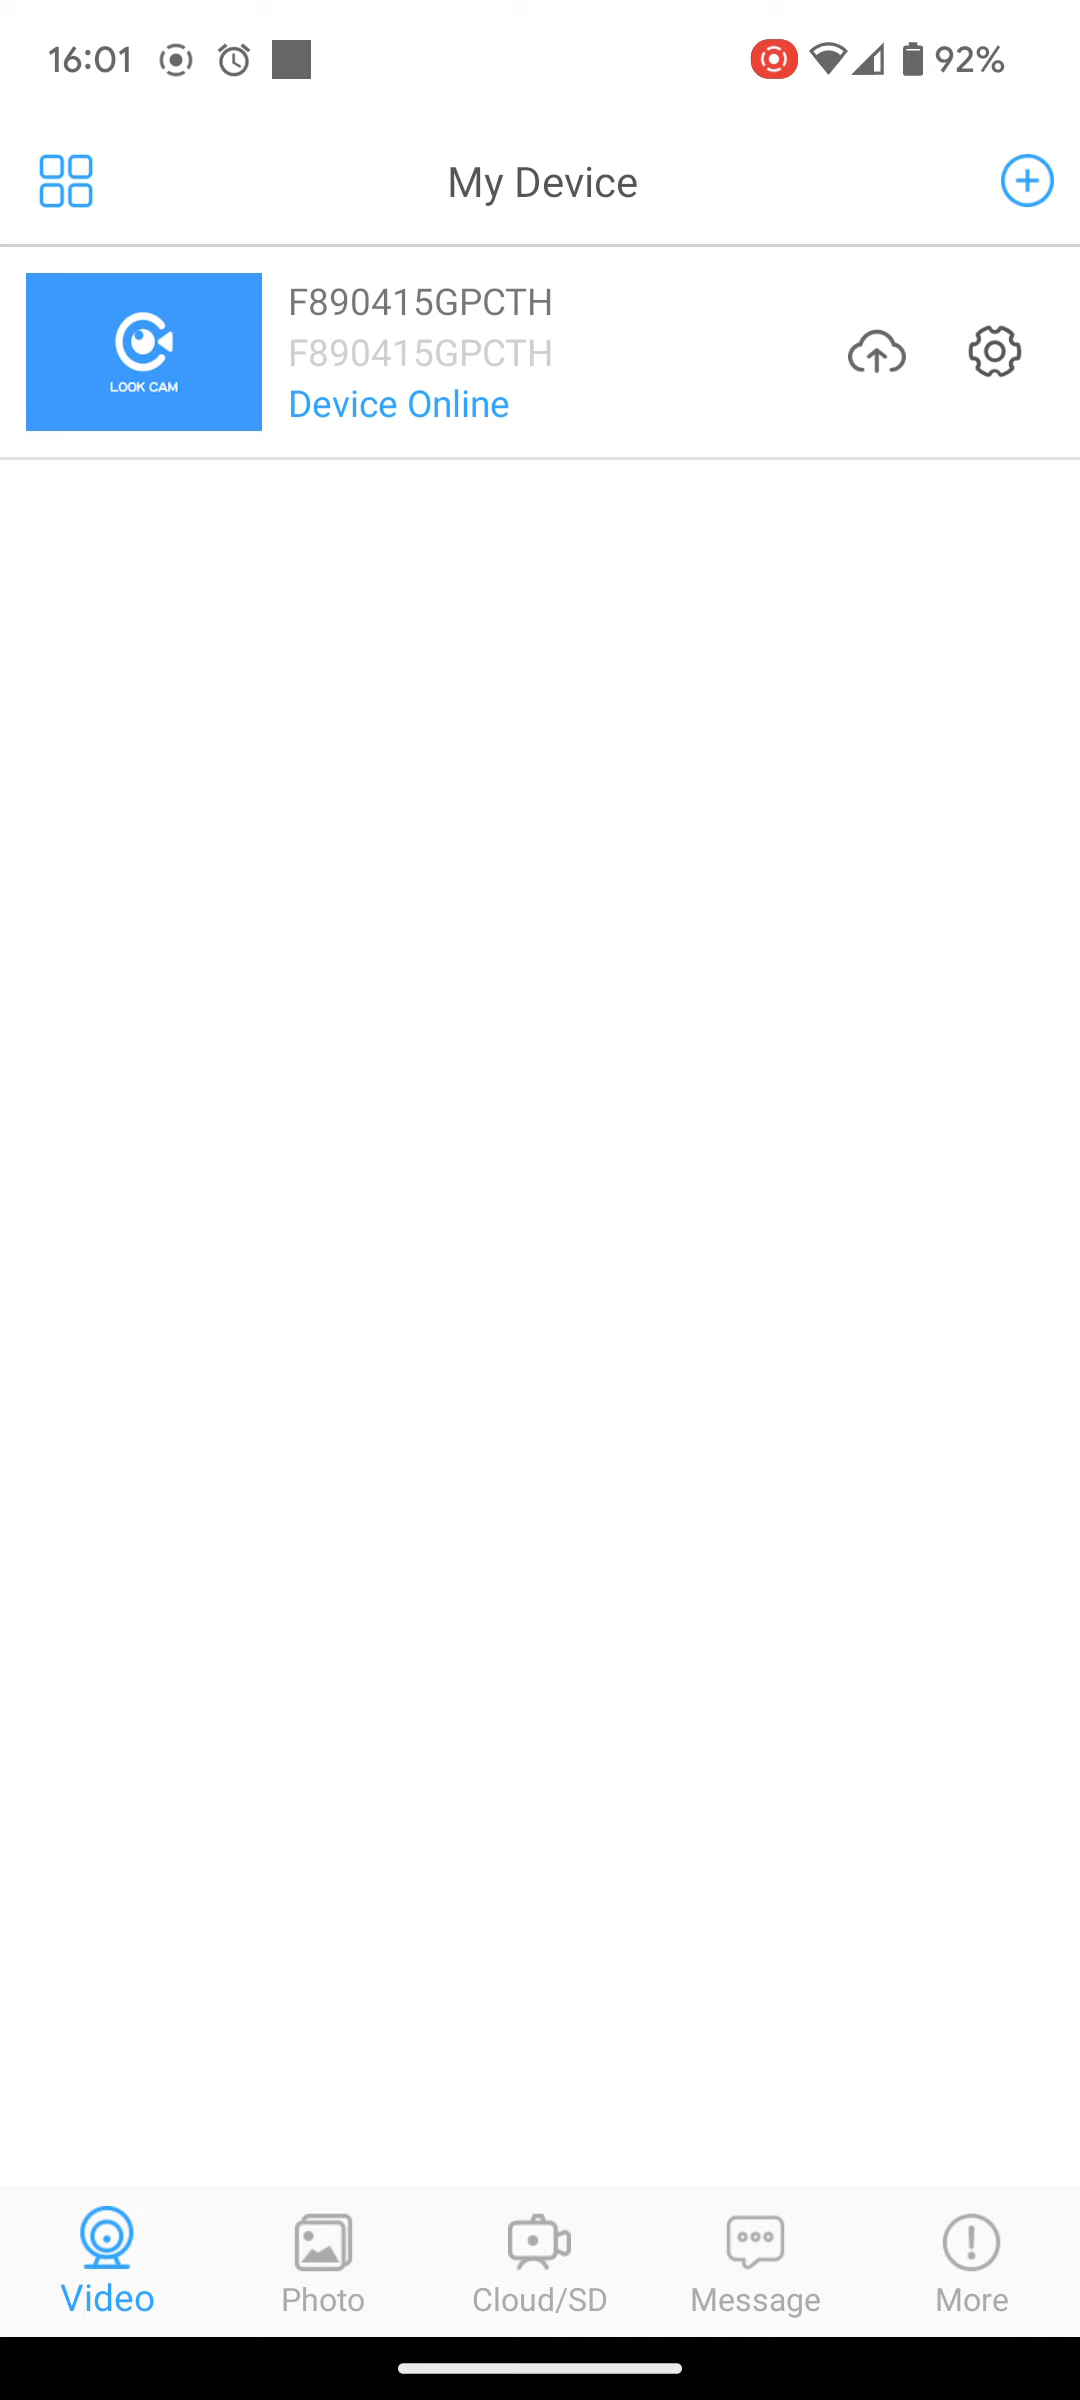 16:01
92%
My Device
F890415GPCTH
F890415GPCTH
Device Online
LOOK CAM
Video
Photo
Cloud/SD
Message
More